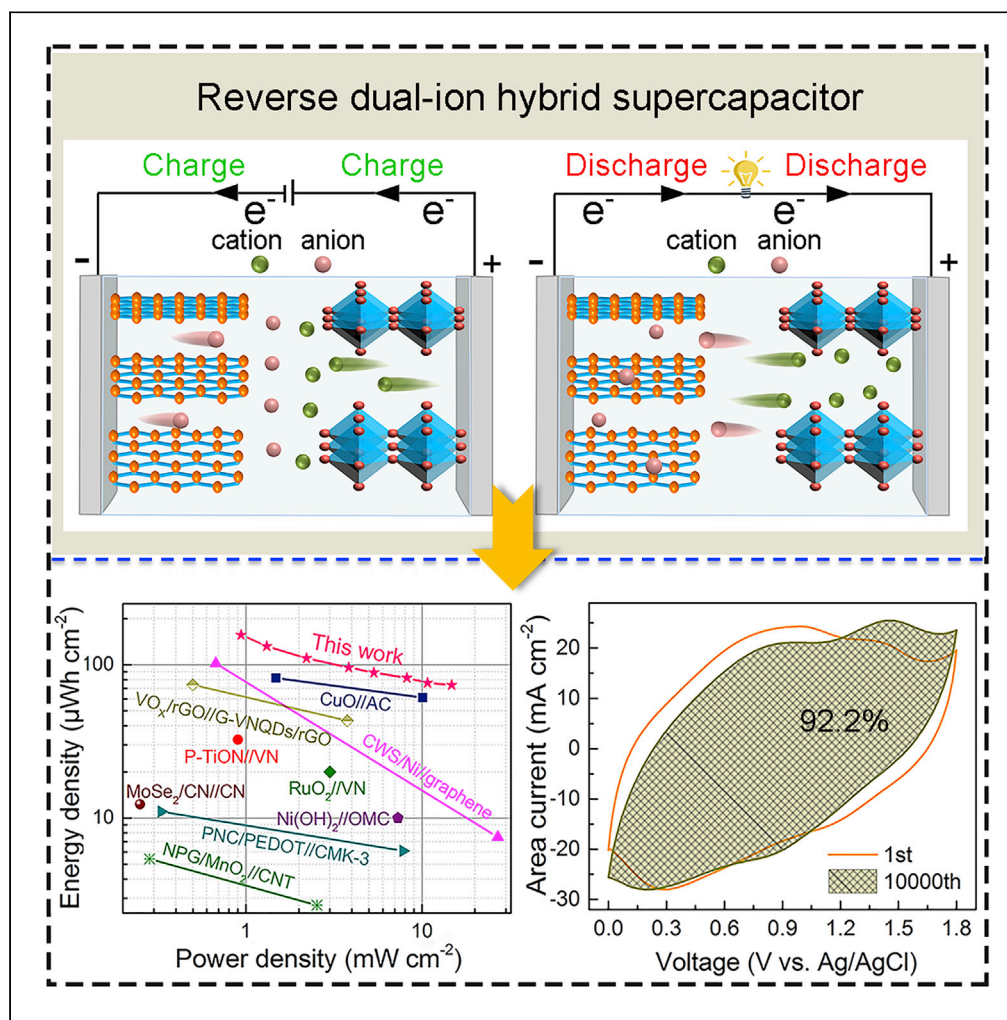 Reverse dual-ion hybrid supercapacitor
Charge Charge Discharge Discharge
e⁻ e⁻ e⁻ e⁻
cation anion cation anion
- + - +
Energy density (μWh cm⁻²)
100
10
This work
CuO//AC
VOₓ/rGO//G-VNQDs/rGO
CWS/Ni//graphene
P-TiON//VN
RuO₂//VN
MoSe₂/CN//CN
Ni(OH)₂//OMC
PNC/PEDOT//CMK-3
NPG/MnO₂//CNT
1 10
Power density (mW cm⁻²)
Area current (mA cm⁻²)
20
10
0
-10
-20
-30
92.2%
1st
10000th
0.0 0.3 0.6 0.9 1.2 1.5 1.8
Voltage (V vs. Ag/AgCl)